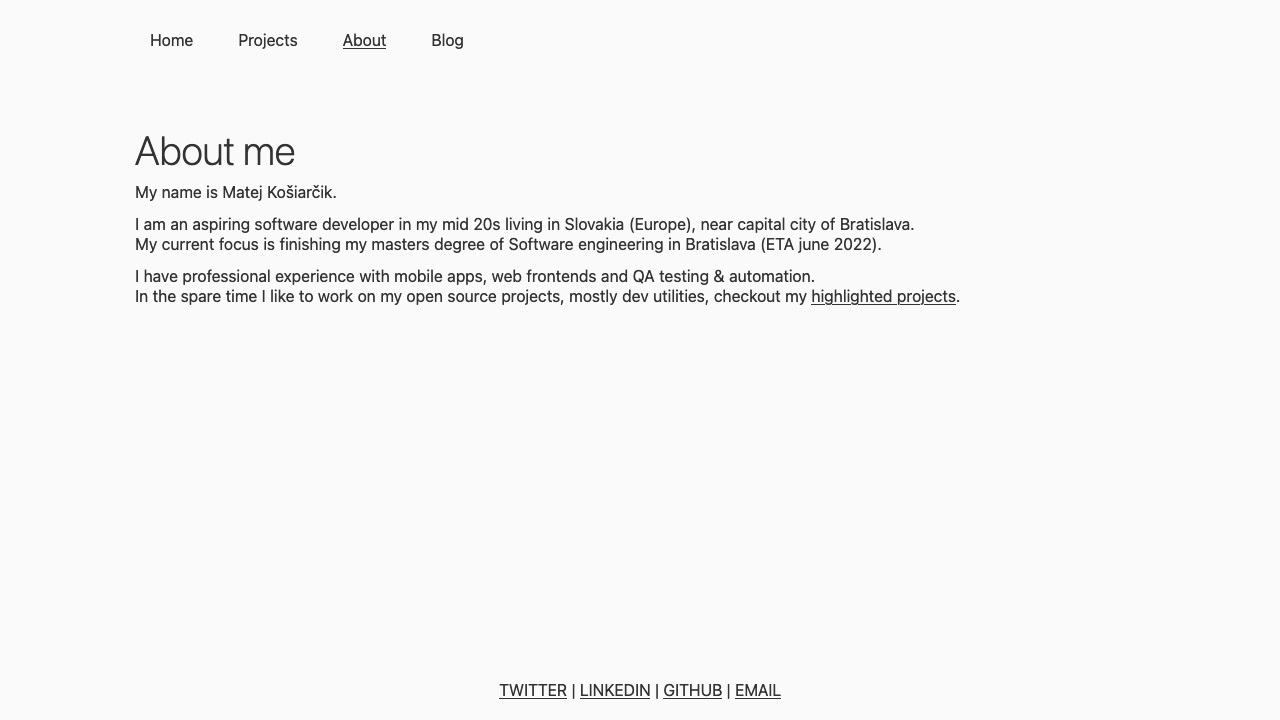 Home Projects About Blog
About me
My name is Matej Košiarčik.
I am an aspiring software developer in my mid 20s living in Slovakia (Europe), near capital city of Bratislava.
My current focus is finishing my masters degree of Software engineering in Bratislava (ETA june 2022).
I have professional experience with mobile apps, web frontends and QA testing & automation.
In the spare time I like to work on my open source projects, mostly dev utilities, checkout my highlighted projects.
TWITTER | LINKEDIN | GITHUB | EMAIL